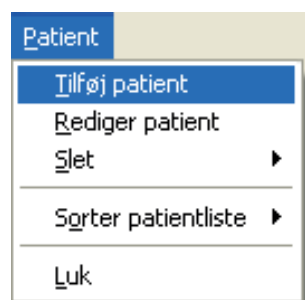 Patient
Tilføj patient
Rediger patient
Slet
Sorter patientliste
Luk